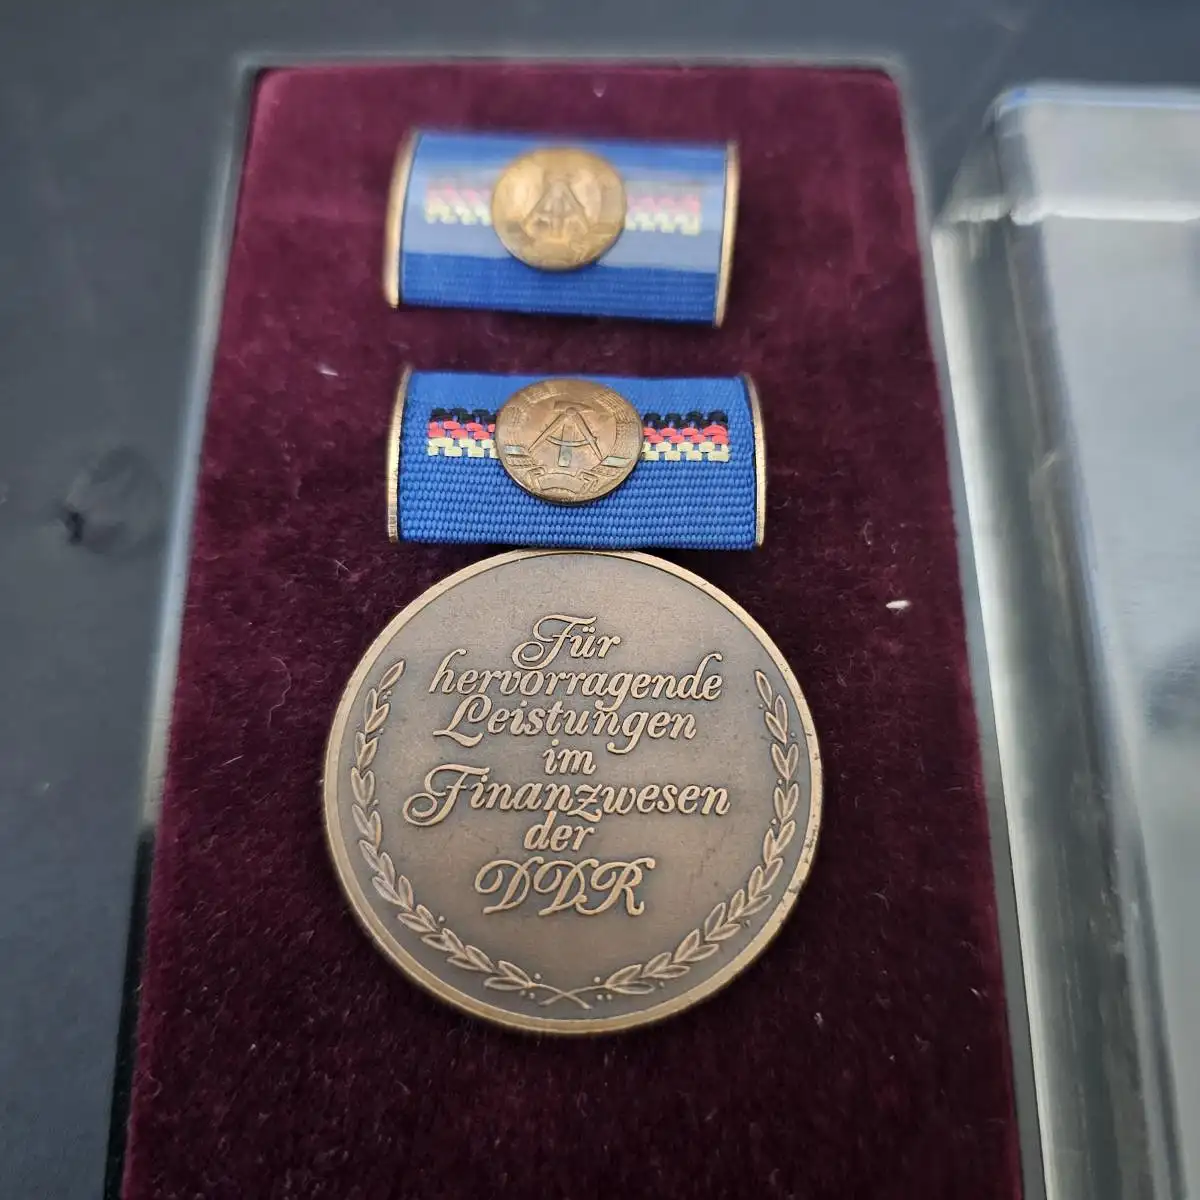 Für
hervorragende
Leistungen
im
Finanzwesen
der
DDR